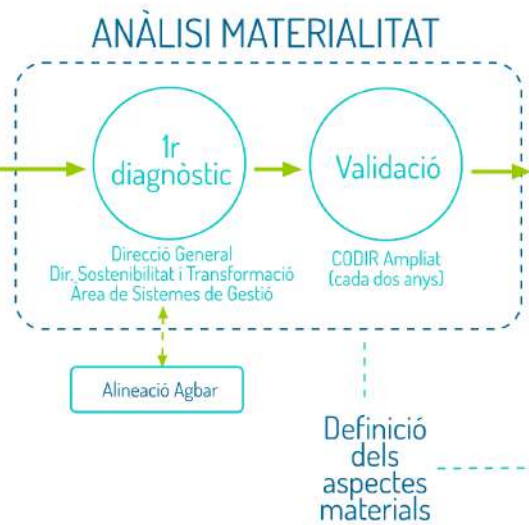 ANÀLISI MATERIALITAT
1r
diagnòstic
Validació
Direcció General
Dir. Sostenibilitat i Transformació
Àrea de Sistemes de Gestió
CODIR Ampliat
(cada dos anys)
Alineació Agbar
Definició
dels
aspectes
materials